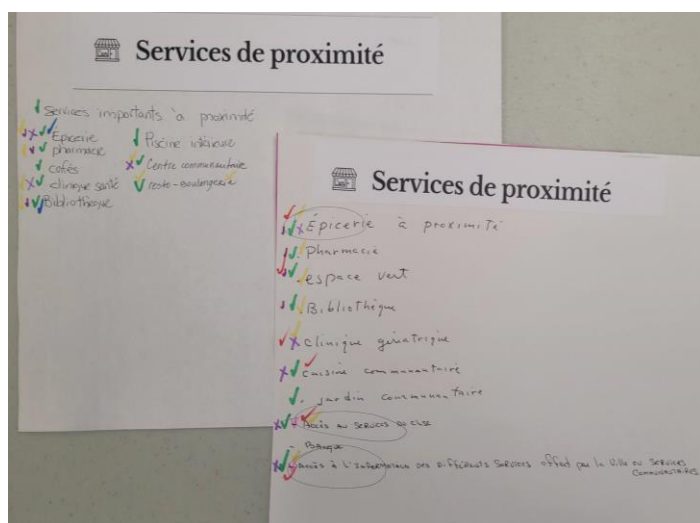 Services de proximité
services importants à proximité
Épicerie
pharmacie
cafés
clinique santé
Bibliothèque
Piscine intérieure
Centre communautaire
resto-boulangerie
Services de proximité
Épicerie à proximité
Pharmacie
espace vert
Bibliothèque
clinique gériatrique
cuisine communautaire
jardin communautaire
Accès au services du CLSC
- Banque
accès à l'information des différents services offert par la Ville ou services
communautaires